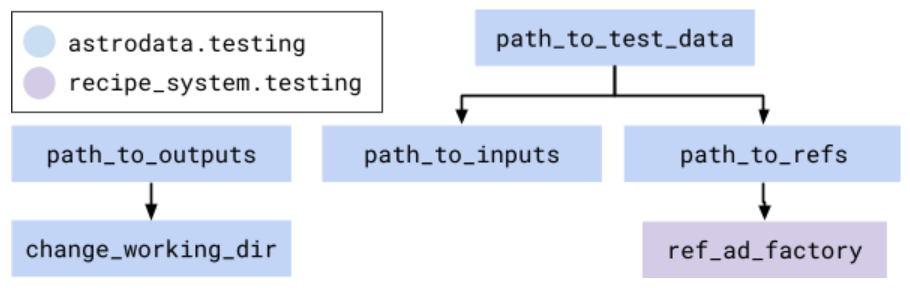 astrodata.testing
recipe_system.testing
path_to_test_data
path_to_outputs
path_to_inputs
path_to_refs
change_working_dir
ref_ad_factory